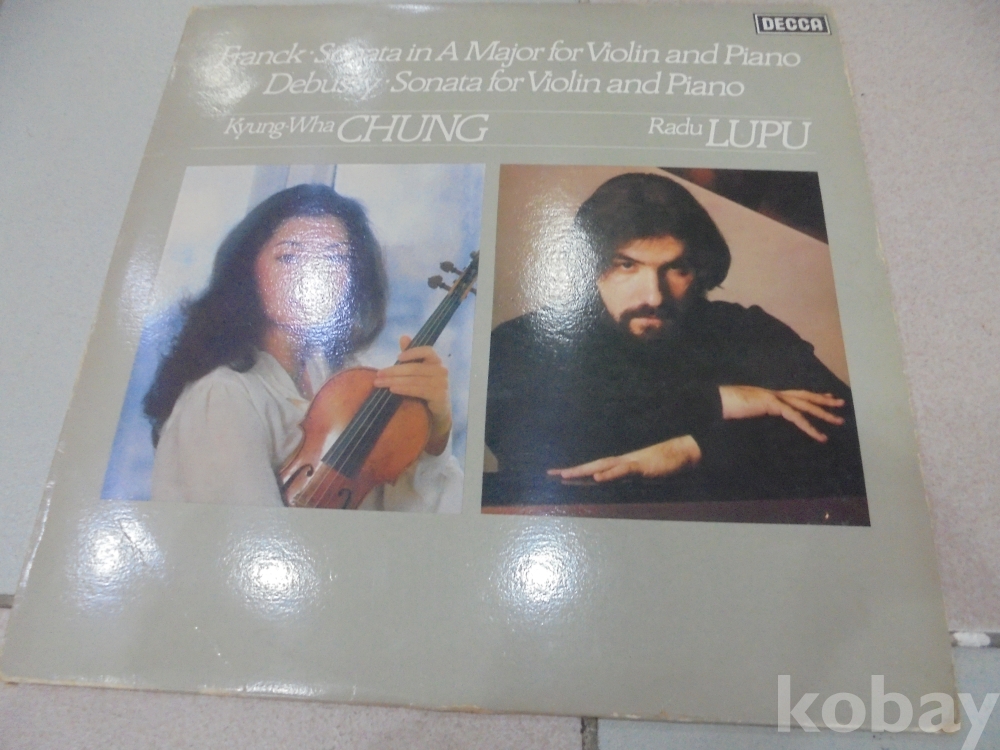 DECCA
Franck · Sonata in A Major for Violin and Piano
Debussy · Sonata for Violin and Piano
Kyung-Wha CHUNG Radu LUPU
kobay